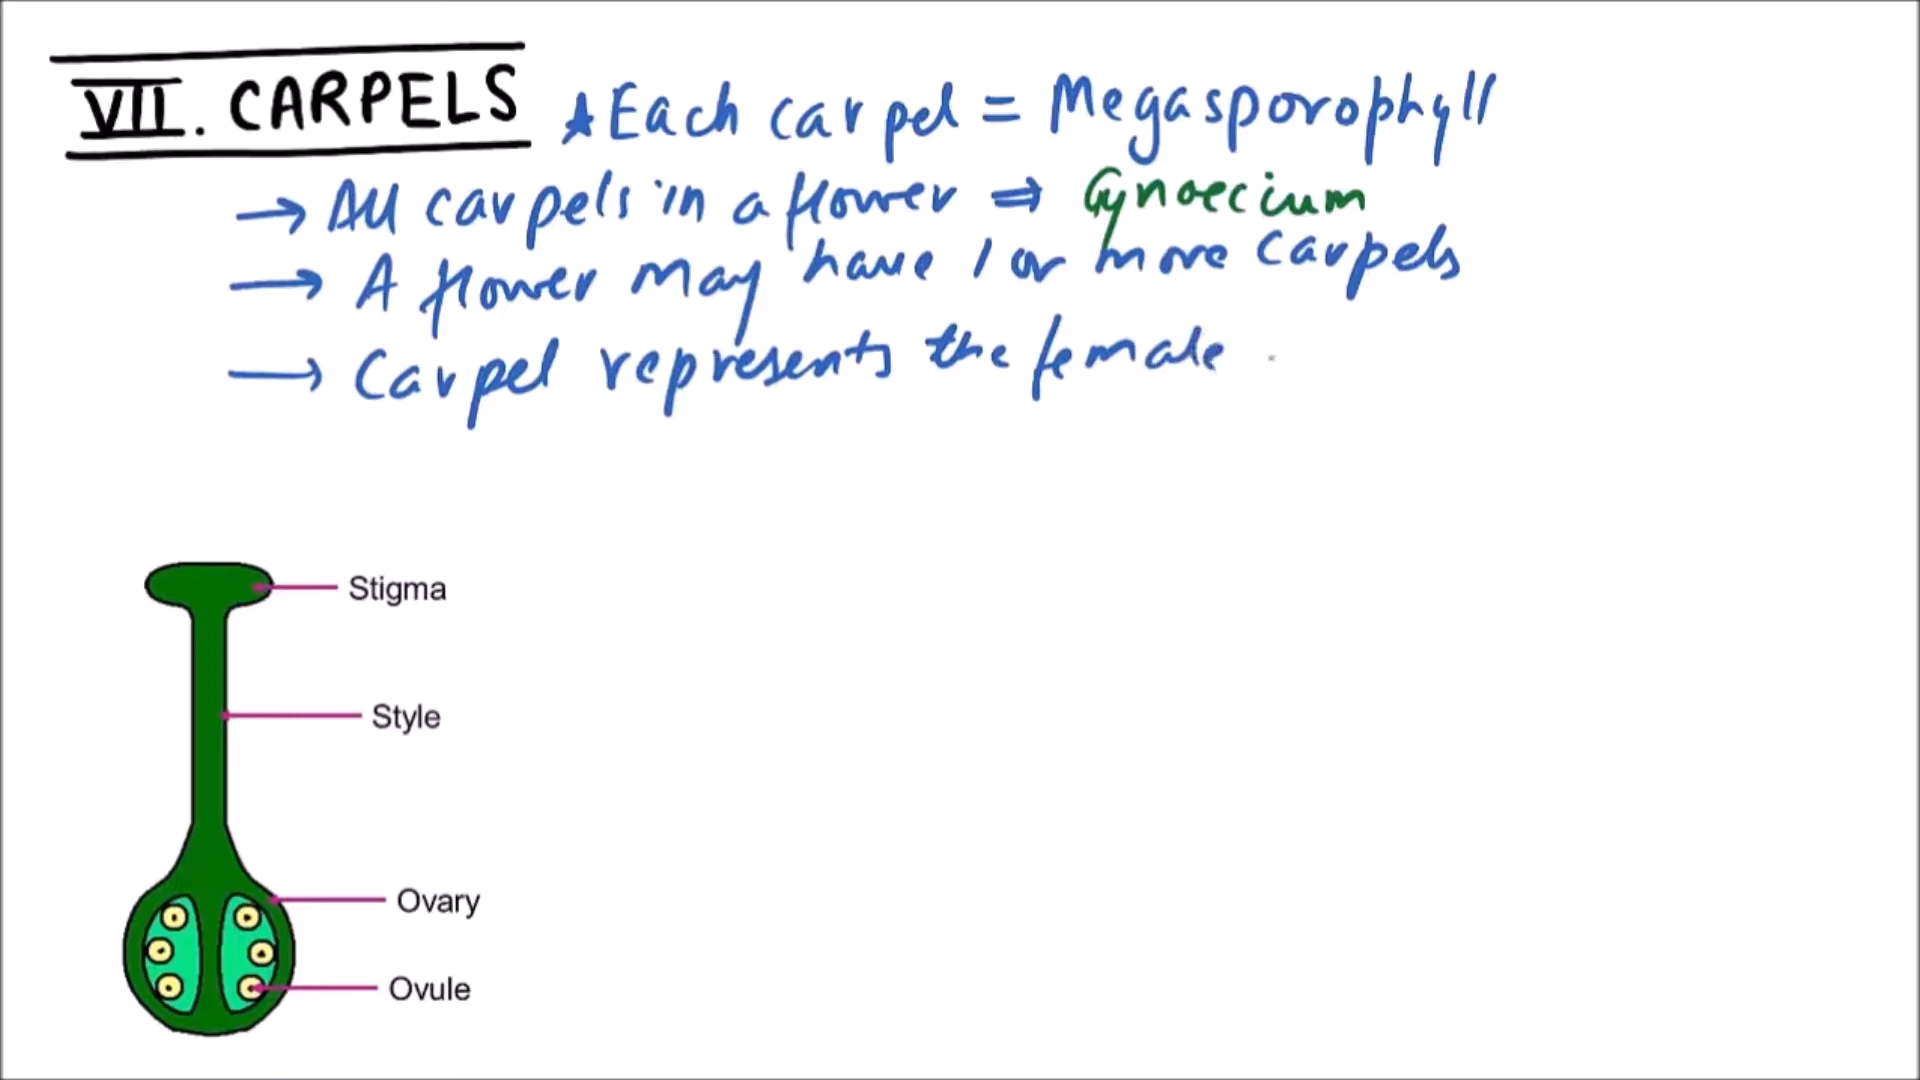 VII. CARPELS ★ Each carpel = Megasporophyll
→ All carpels in a flower ⇒ Gynoecium
→ A flower may have 1 or more carpels
→ Carpel represents the female
Stigma
Style
Ovary
Ovule